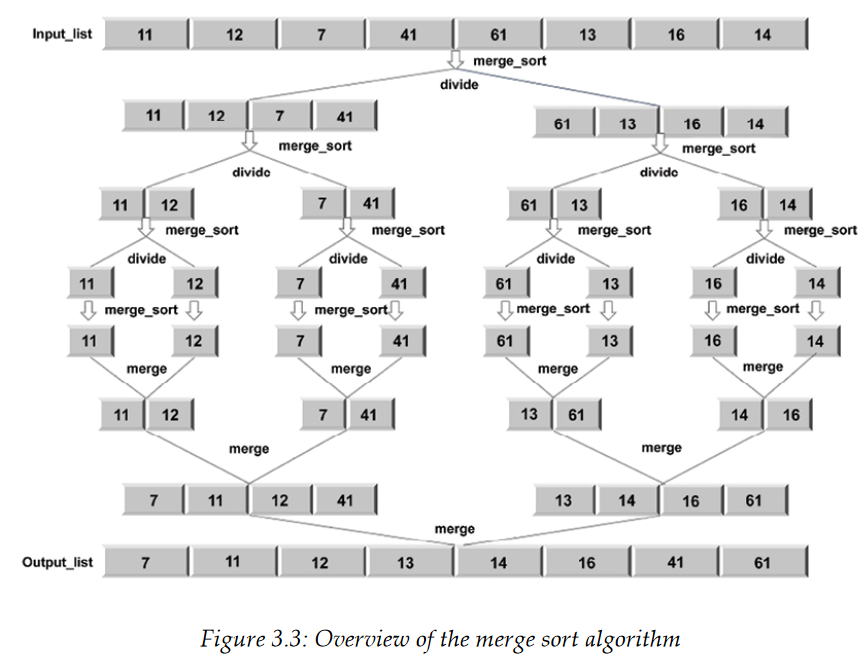 Input_list 11 12 7 41 61 13 16 14
merge_sort
divide
11 12 7 41 61 13 16 14
merge_sort merge_sort
divide divide
11 12 7 41 61 13 16 14
merge_sort merge_sort merge_sort merge_sort
divide divide divide divide
11 12 7 41 61 13 16 14
merge_sort merge_sort merge_sort merge_sort
11 12 7 41 61 13 16 14
merge merge merge merge
11 12 7 41 13 61 14 16
merge merge
7 11 12 41 13 14 16 61
merge
Output_list 7 11 12 13 14 16 41 61
Figure 3.3: Overview of the merge sort algorithm